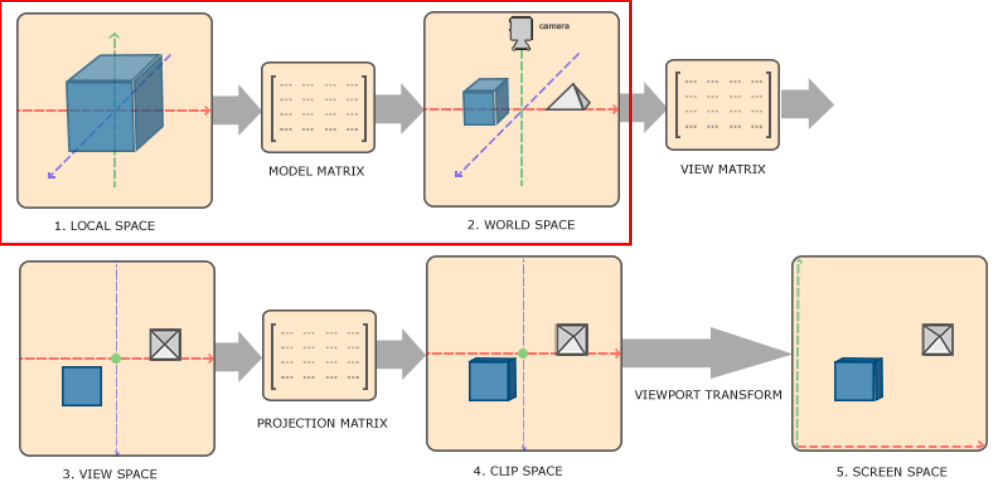 camera
MODEL MATRIX
VIEW MATRIX
1. LOCAL SPACE
2. WORLD SPACE
PROJECTION MATRIX
VIEWPORT TRANSFORM
3. VIEW SPACE
4. CLIP SPACE
5. SCREEN SPACE